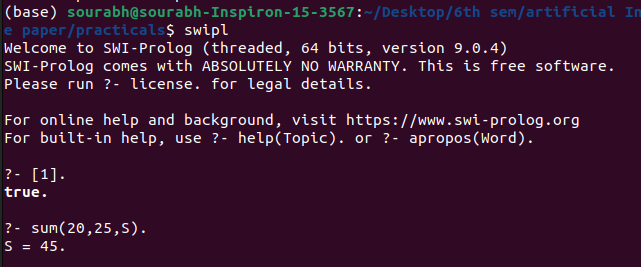 (base) sourabh@sourabh-Inspiron-15-3567:~/Desktop/6th sem/artificial In
e paper/practicals$ swipl
Welcome to SWI-Prolog (threaded, 64 bits, version 9.0.4)
SWI-Prolog comes with ABSOLUTELY NO WARRANTY. This is free software.
Please run ?- license. for legal details.
For online help and background, visit https://www.swi-prolog.org
For built-in help, use ?- help(Topic). or ?- apropos(Word).
?- [1].
true.
?- sum(20,25,S).
S = 45.